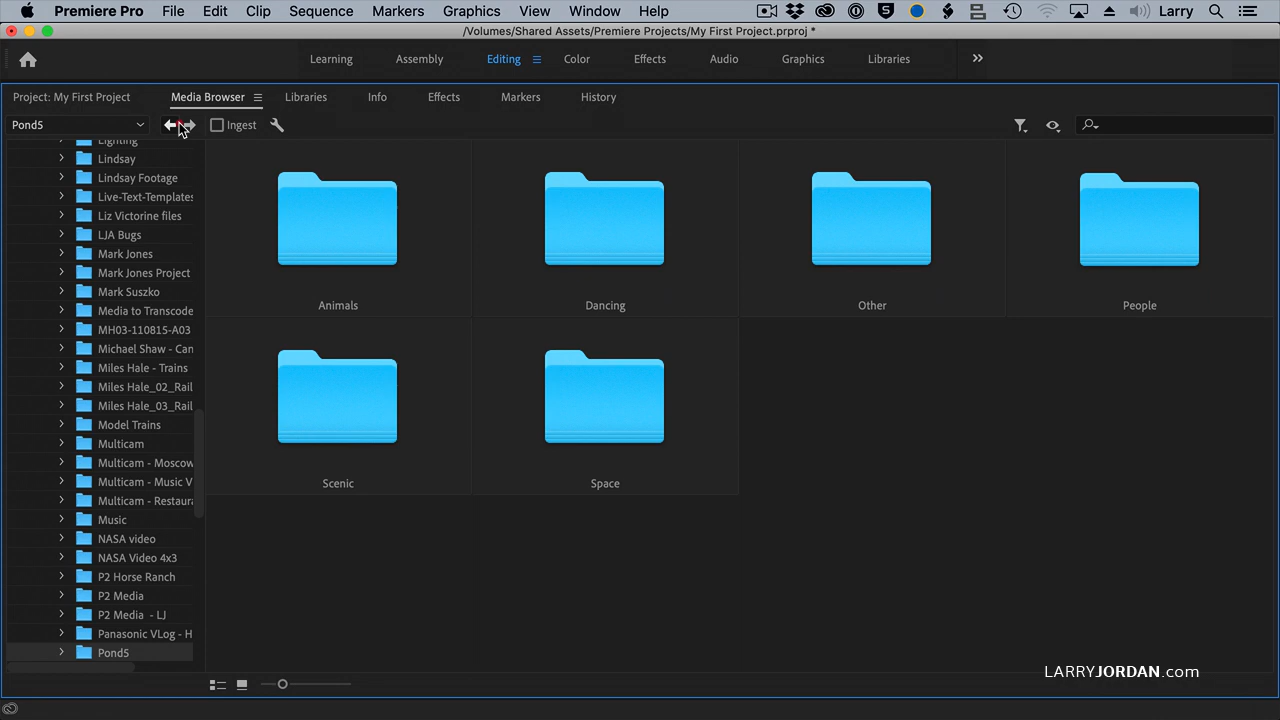 Premiere Pro File Edit Clip Sequence Markers Graphics View Window Help Larry
/Volumes/Shared Assets/Premiere Projects/My First Project.prproj *
Learning Assembly Editing Color Effects Audio Graphics Libraries
Project: My First Project Media Browser Libraries Info Effects Markers History
Pond5 Ingest
Lighting
Lindsay
Lindsay Footage
Live-Text-Templates
Liz Victorine files
LJA Bugs
Mark Jones
Mark Jones Project
Mark Suszko
Media to Transcode
MH03-110815-A03
Michael Shaw - Can
Miles Hale - Trains
Miles Hale_02_Rail
Miles Hale_03_Rail
Model Trains
Multicam
Multicam - Moscow
Multicam - Music V
Multicam - Restaura
Music
NASA video
NASA Video 4x3
P2 Horse Ranch
P2 Media
P2 Media - LJ
Panasonic VLog - H
Pond5
Animals Dancing Other People
Scenic Space
LARRYJORDAN.com